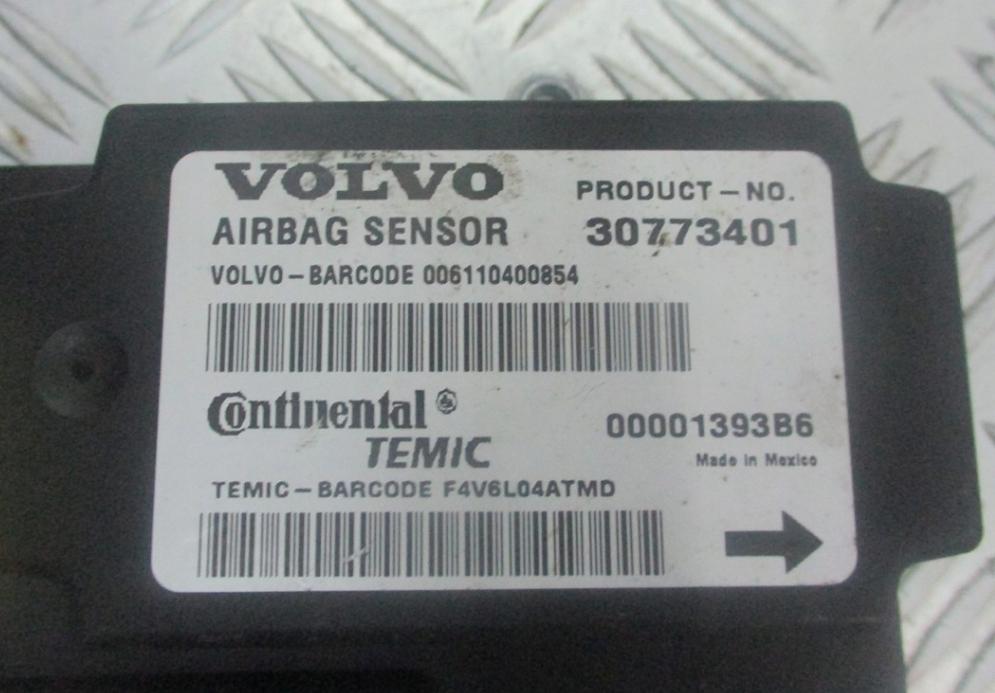 VOLVO
PRODUCT – NO.
AIRBAG SENSOR 30773401
VOLVO – BARCODE 006110400854
Continental ®
TEMIC
00001393B6
Made in Mexico
TEMIC – BARCODE F4V6L04ATMD